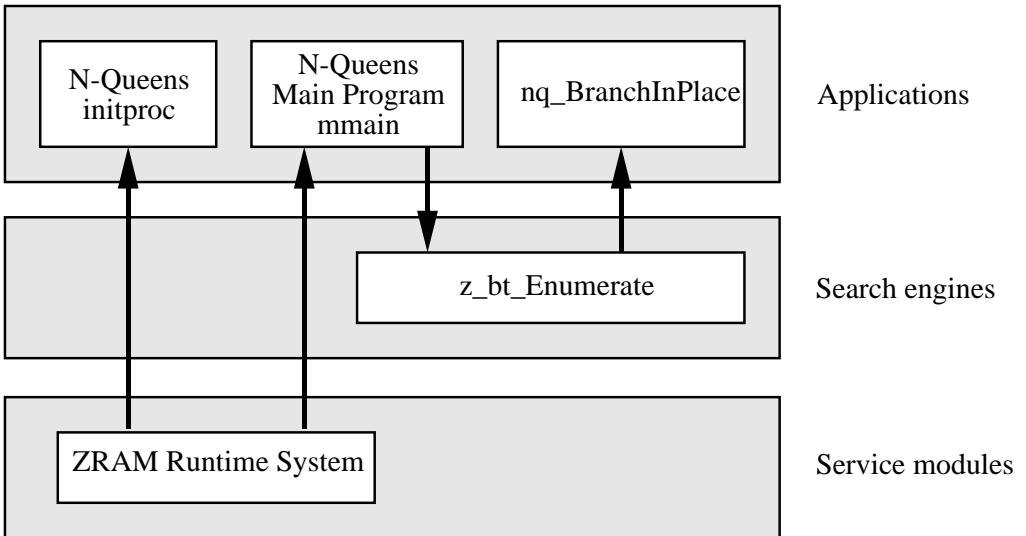 N-Queens
initproc
N-Queens
Main Program
mmain
nq_BranchInPlace
Applications
z_bt_Enumerate
Search engines
ZRAM Runtime System
Service modules